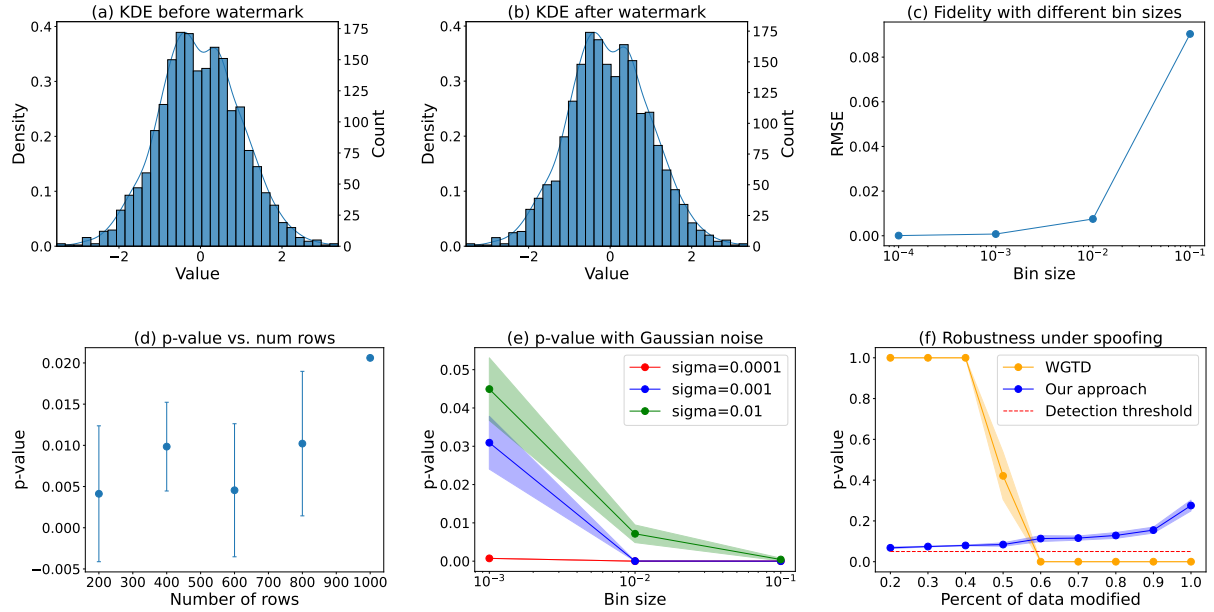 (a) KDE before watermark
(b) KDE after watermark
(c) Fidelity with different bin sizes
0.4
0.3
0.2
0.1
0.0
Density
175
150
125
100
75
50
25
0
Count
−2
0
2
Value
0.4
0.3
0.2
0.1
0.0
Density
175
150
125
100
75
50
25
0
Count
−2
0
2
Value
0.08
0.06
0.04
0.02
0.00
RMSE
10⁻⁴
10⁻³
10⁻²
10⁻¹
Bin size
(d) p-value vs. num rows
(e) p-value with Gaussian noise
(f) Robustness under spoofing
0.020
0.015
0.010
0.005
0.000
−0.005
p-value
200 300 400 500 600 700 800 900 1000
Number of rows
0.05
0.04
0.03
0.02
0.01
0.00
p-value
sigma=0.0001
sigma=0.001
sigma=0.01
10⁻³
10⁻²
10⁻¹
Bin size
1.0
0.8
0.6
0.4
0.2
0.0
p-value
WGTD
Our approach
Detection threshold
0.2 0.3 0.4 0.5 0.6 0.7 0.8 0.9 1.0
Percent of data modified